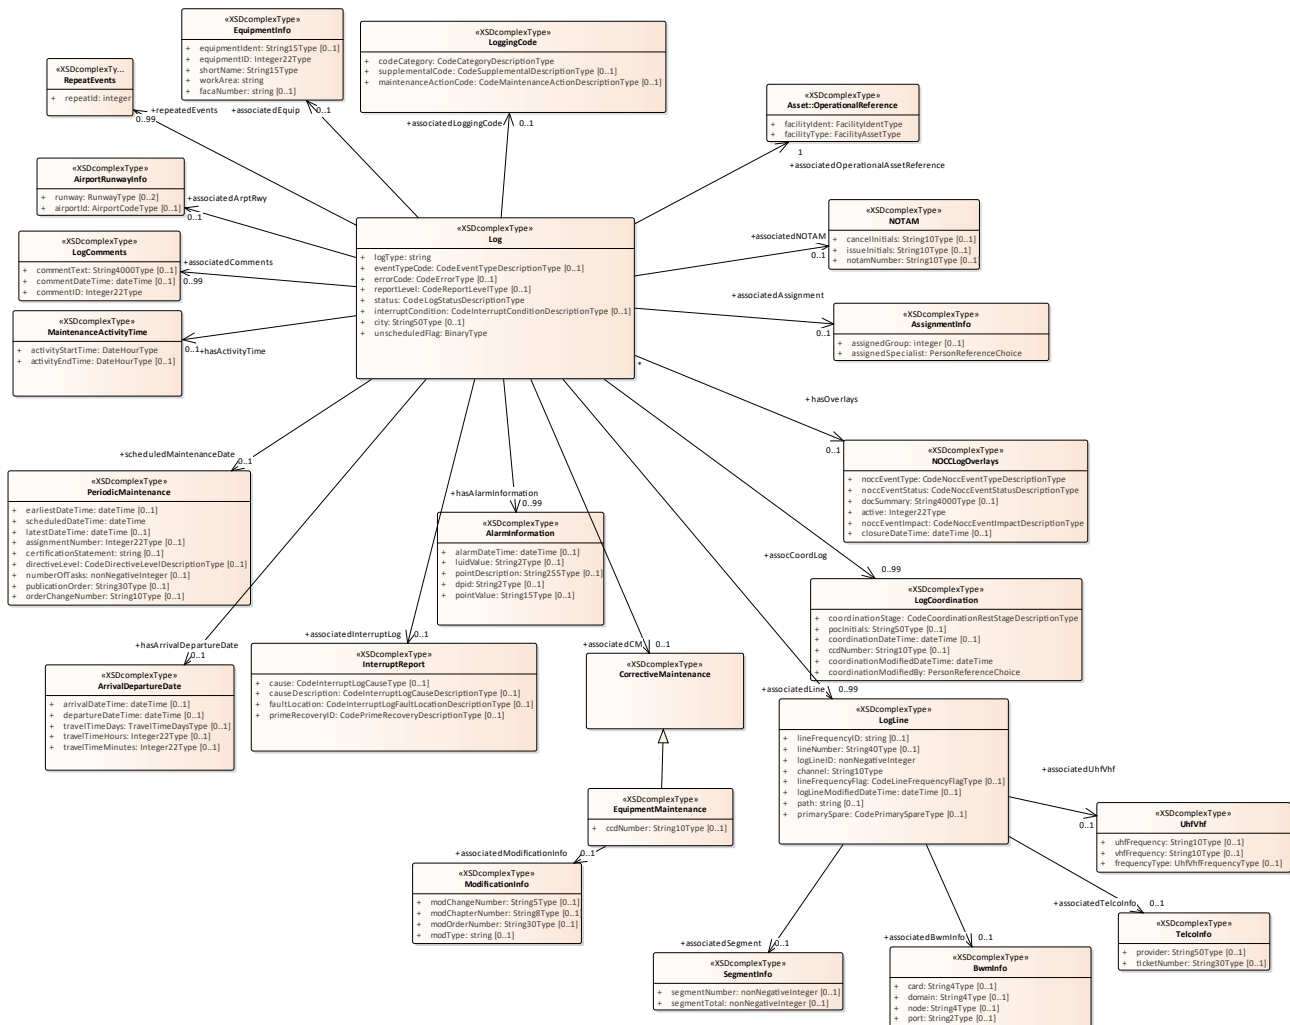 «XSDcomplexTy...
RepeatEvents
+ repeatId: integer
«XSDcomplexType»
EquipmentInfo
+ equipmentIdent: String15Type [0..1]
+ equipmentID: Integer22Type
+ shortName: String15Type
+ workArea: string
+ facaNumber: string [0..1]
«XSDcomplexType»
LoggingCode
+ codeCategory: CodeCategoryDescriptionType
+ supplementalCode: CodeSupplementalDescriptionType [0..1]
+ maintenanceActionCode: CodeMaintenanceActionDescriptionType [0..1]
«XSDcomplexType»
Asset::OperationalReference
+ facilityIdent: FacilityIdentType
+ facilityType: FacilityAssetType
+repeatedEvents
0..99
+associatedEquip
0..1
+associatedLoggingCode
0..1
1
+associatedOperationalAssetReference
«XSDcomplexType»
AirportRunwayInfo
+ runway: RunwayType [0..2]
+ airportId: AirportCodeType [0..1]
+associatedArptRwy
0..1
«XSDcomplexType»
LogComments
+ commentText: String4000Type [0..1]
+ commentDateTime: dateTime [0..1]
+ commentID: Integer22Type
+associatedComments
0..99
«XSDcomplexType»
MaintenanceActivityTime
+ activityStartTime: DateHourType
+ activityEndTime: DateHourType [0..1]
0..1
+hasActivityTime
«XSDcomplexType»
Log
+ logType: string
+ eventTypeCode: CodeEventTypeDescriptionType [0..1]
+ errorCode: CodeErrorType [0..1]
+ reportLevel: CodeReportLevelType [0..1]
+ status: CodeLogStatusDescriptionType
+ interruptCondition: CodeInterruptConditionDescriptionType [0..1]
+ city: String50Type [0..1]
+ unscheduledFlag: BinaryType
«XSDcomplexType»
NOTAM
+ cancelInitials: String10Type [0..1]
+ issueInitials: String10Type [0..1]
+ notamNumber: String10Type [0..1]
+associatedNOTAM
0..1
+associatedAssignment
0..1
«XSDcomplexType»
AssignmentInfo
+ assignedGroup: integer [0..1]
+ assignedSpecialist: PersonReferenceChoice
*
+hasOverlays
0..1
«XSDcomplexType»
NOCCLogOverlays
+ noccEventType: CodeNoccEventTypeDescriptionType
+ noccEventStatus: CodeNoccEventStatusDescriptionType
+ docSummary: String4000Type [0..1]
+ active: Integer22Type
+ noccEventImpact: CodeNoccEventImpactDescriptionType
+ closureDateTime: dateTime [0..1]
+scheduledMaintenanceDate
0..1
«XSDcomplexType»
PeriodicMaintenance
+ earliestDateTime: dateTime [0..1]
+ scheduledDateTime: dateTime
+ latestDateTime: dateTime [0..1]
+ assignmentNumber: Integer22Type [0..1]
+ certificationStatement: string [0..1]
+ directiveLevel: CodeDirectiveLevelDescriptionType [0..1]
+ numberOfTasks: nonNegativeInteger [0..1]
+ publicationOrder: String30Type [0..1]
+ orderChangeNumber: String10Type [0..1]
+hasAlarmInformation
0..99
«XSDcomplexType»
AlarmInformation
+ alarmDateTime: dateTime [0..1]
+ luidValue: String2Type [0..1]
+ pointDescription: String255Type [0..1]
+ dpid: String2Type [0..1]
+ pointValue: String15Type [0..1]
+assocCoordLog
0..99
«XSDcomplexType»
LogCoordination
+ coordinationStage: CodeCoordinationRestStageDescriptionType
+ pocInitials: String50Type [0..1]
+ coordinationDateTime: dateTime [0..1]
+ ccdNumber: String10Type [0..1]
+ coordinationModifiedDateTime: dateTime
+ coordinationModifiedBy: PersonReferenceChoice
+hasArrivalDepartureDate
0..1
«XSDcomplexType»
ArrivalDepartureDate
+ arrivalDateTime: dateTime [0..1]
+ departureDateTime: dateTime [0..1]
+ travelTimeDays: TravelTimeDaysType [0..1]
+ travelTimeHours: Integer22Type [0..1]
+ travelTimeMinutes: Integer22Type [0..1]
+associatedInterruptLog
0..1
«XSDcomplexType»
InterruptReport
+ cause: CodeInterruptLogCauseType [0..1]
+ causeDescription: CodeInterruptLogCauseDescriptionType [0..1]
+ faultLocation: CodeInterruptLogFaultLocationDescriptionType [0..1]
+ primeRecoveryID: CodePrimeRecoveryDescriptionType [0..1]
+associatedCM
0..1
«XSDcomplexType»
CorrectiveMaintenance
+associatedLine
0..99
«XSDcomplexType»
LogLine
+ lineFrequencyID: string [0..1]
+ lineNumber: String40Type [0..1]
+ logLineID: nonNegativeInteger
+ channel: String10Type
+ lineFrequencyFlag: CodeLineFrequencyFlagType [0..1]
+ logLineModifiedDateTime: dateTime [0..1]
+ path: string [0..1]
+ primarySpare: CodePrimarySpareType [0..1]
«XSDcomplexType»
EquipmentMaintenance
+ ccdNumber: String10Type [0..1]
+associatedModificationInfo
0..1
«XSDcomplexType»
ModificationInfo
+ modChangeNumber: String5Type [0..1]
+ modChapterNumber: String8Type [0..1]
+ modOrderNumber: String30Type [0..1]
+ modType: string [0..1]
+associatedUhfVhf
0..1
«XSDcomplexType»
UhfVhf
+ uhfFrequency: String10Type [0..1]
+ vhfFrequency: String10Type [0..1]
+ frequencyType: UhfVhfFrequencyType [0..1]
+associatedTelcoInfo
0..1
«XSDcomplexType»
TelcoInfo
+ provider: String50Type [0..1]
+ ticketNumber: String30Type [0..1]
+associatedSegment
0..1
«XSDcomplexType»
SegmentInfo
+ segmentNumber: nonNegativeInteger [0..1]
+ segmentTotal: nonNegativeInteger [0..1]
+associatedBwmInfo
0..1
«XSDcomplexType»
BwmInfo
+ card: String4Type [0..1]
+ domain: String4Type [0..1]
+ node: String4Type [0..1]
+ port: String2Type [0..1]